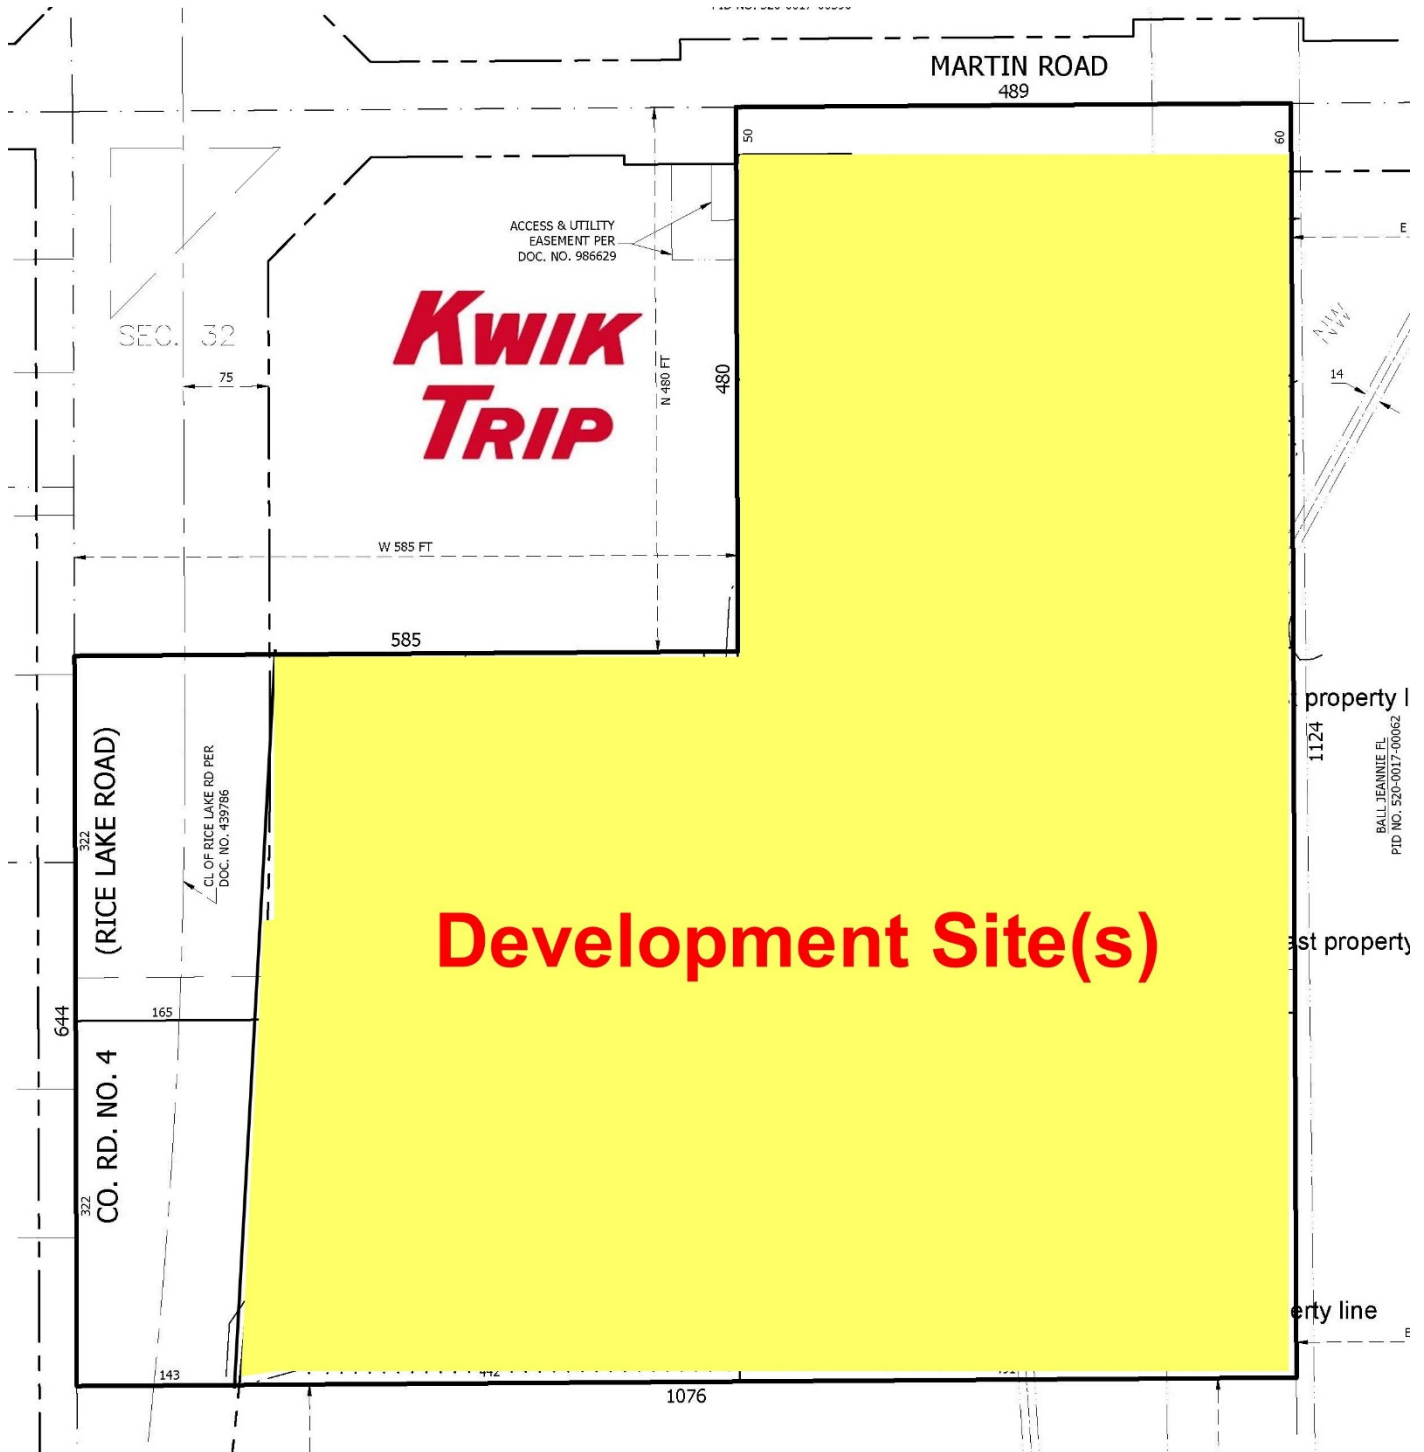 MARTIN ROAD
489
50
60
ACCESS & UTILITY
EASEMENT PER
DOC. NO. 986629
E
KWIK
TRIP
SEC. 32
75
N 480 FT
480
14
W 585 FT
585
property l
1124
BALL JEANNIE FL
PID NO. 520-0017-00062
(RICE LAKE ROAD)
322
CL OF RICE LAKE RD PER
DOC. NO. 439786
Development Site(s)
ast property
165
644
CO. RD. NO. 4
322
erty line
143
442
1076